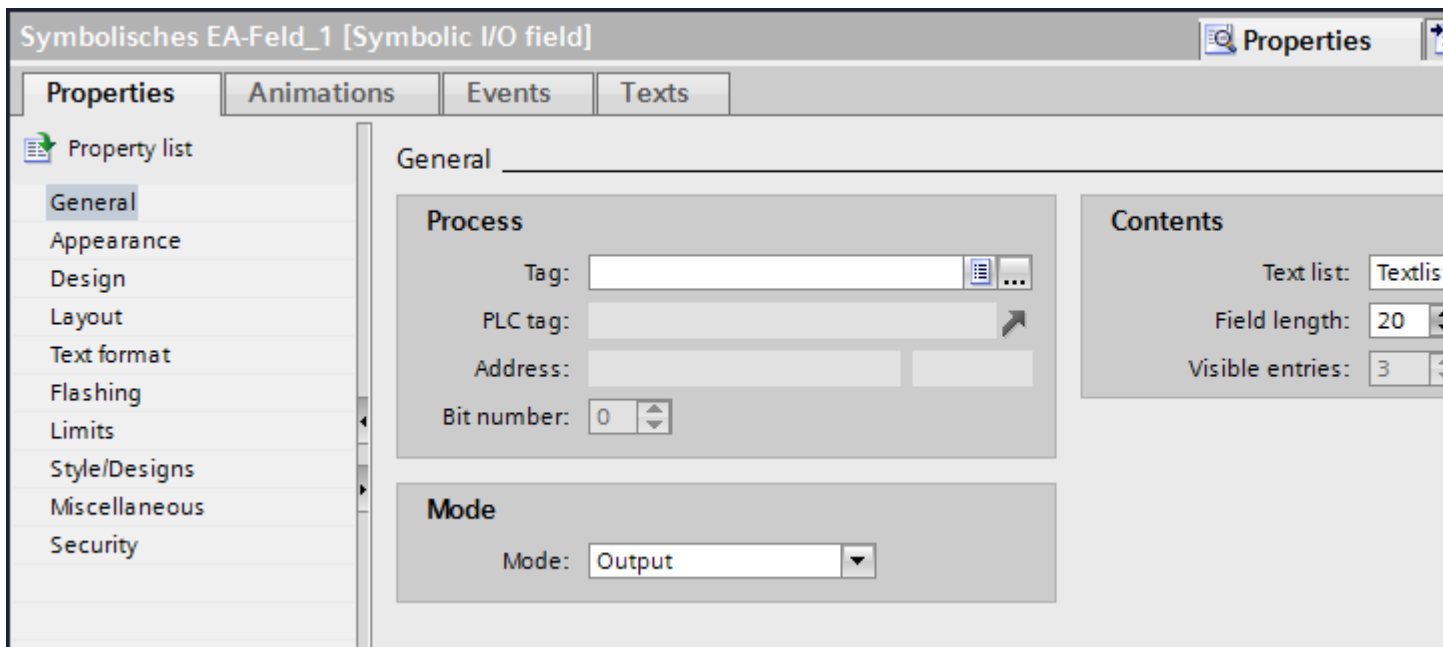 Symbolisches EA-Feld_1 [Symbolic I/O field]
Properties
Properties
Animations
Events
Texts
Property list
General
Appearance
Design
Layout
Text format
Flashing
Limits
Style/Designs
Miscellaneous
Security
General
Process
Tag:
...
PLC tag:
Address:
Bit number: 0
Mode
Mode: Output
Contents
Text list: Textlis
Field length: 20
Visible entries: 3